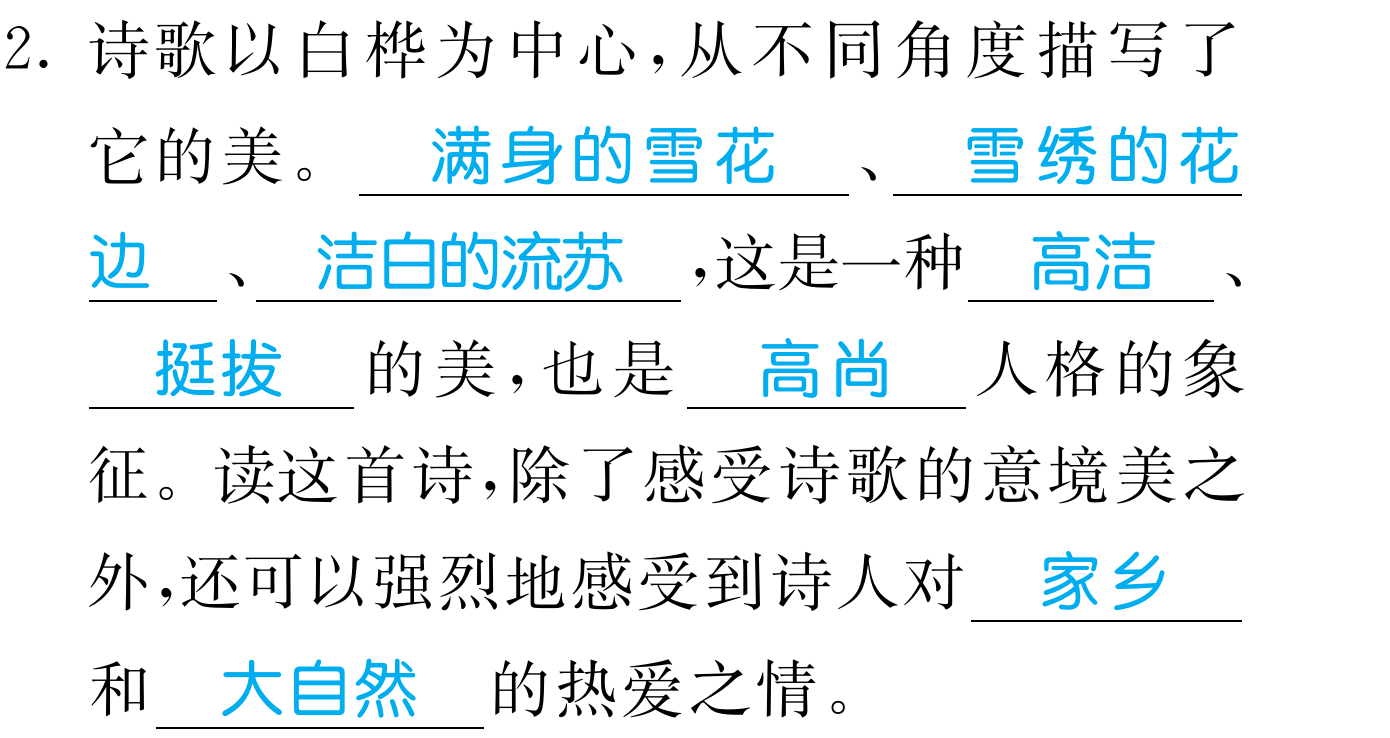 2. 诗歌以白桦为中心,从不同角度描写了
它的美。 满身的雪花 、 雪绣的花
边 、 洁白的流苏 ,这是一种 高洁 、
挺拔 的美,也是 高尚 人格的象
征。读这首诗,除了感受诗歌的意境美之
外,还可以强烈地感受到诗人对 家乡
和 大自然 的热爱之情。